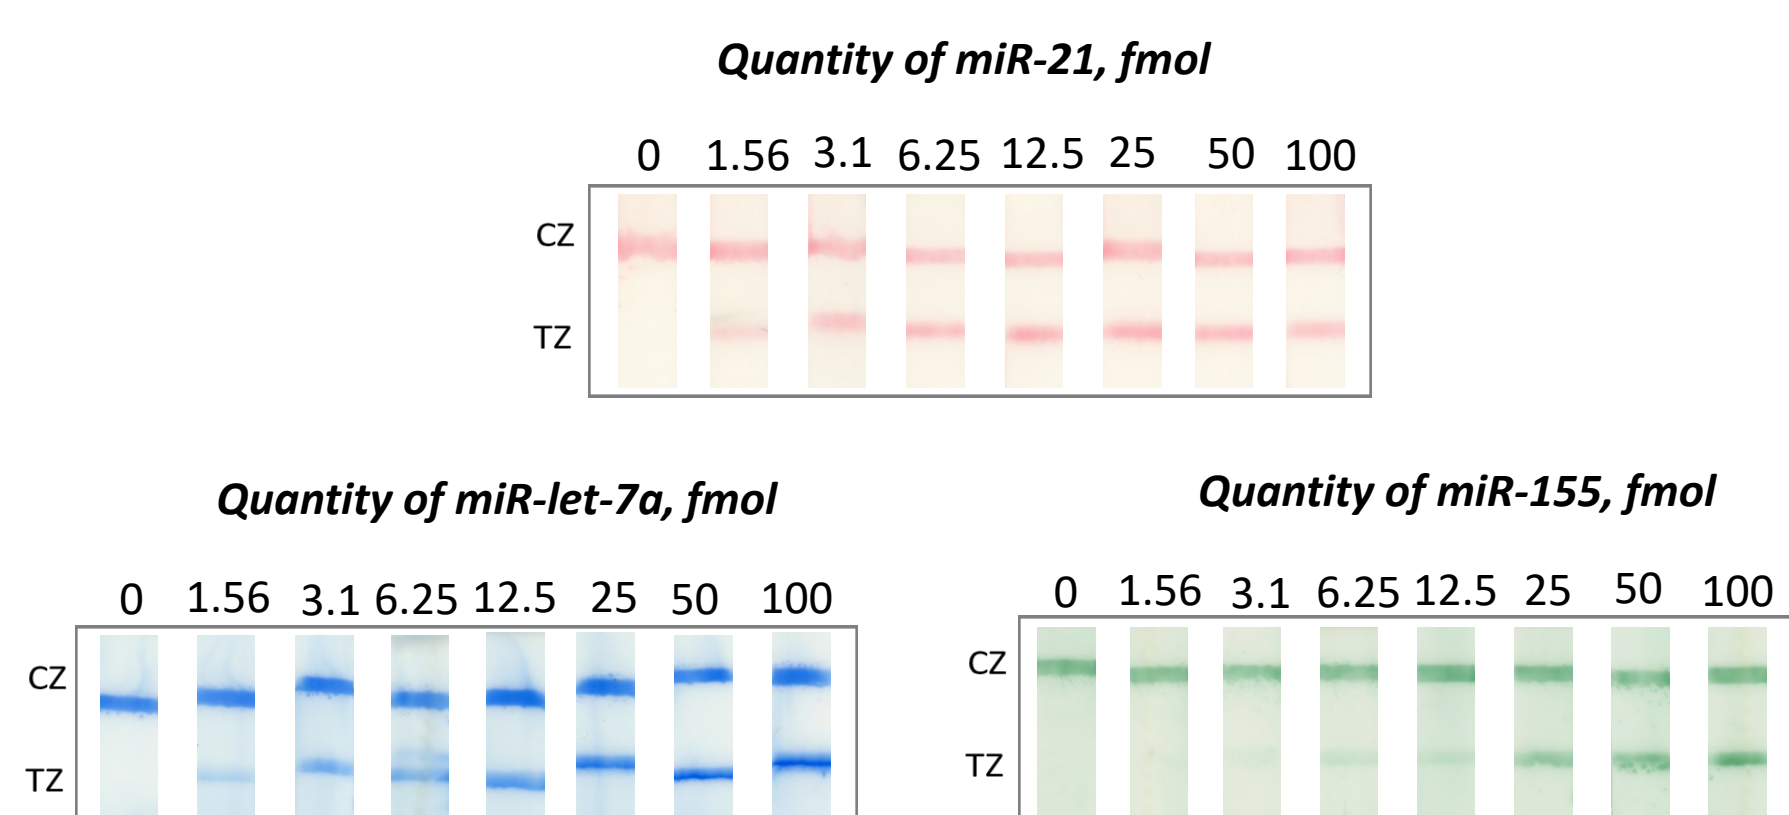 Quantity of miR-21, fmol
0 1.56 3.1 6.25 12.5 25 50 100
CZ
TZ
Quantity of miR-let-7a, fmol
0 1.56 3.1 6.25 12.5 25 50 100
CZ
TZ
Quantity of miR-155, fmol
0 1.56 3.1 6.25 12.5 25 50 100
CZ
TZ